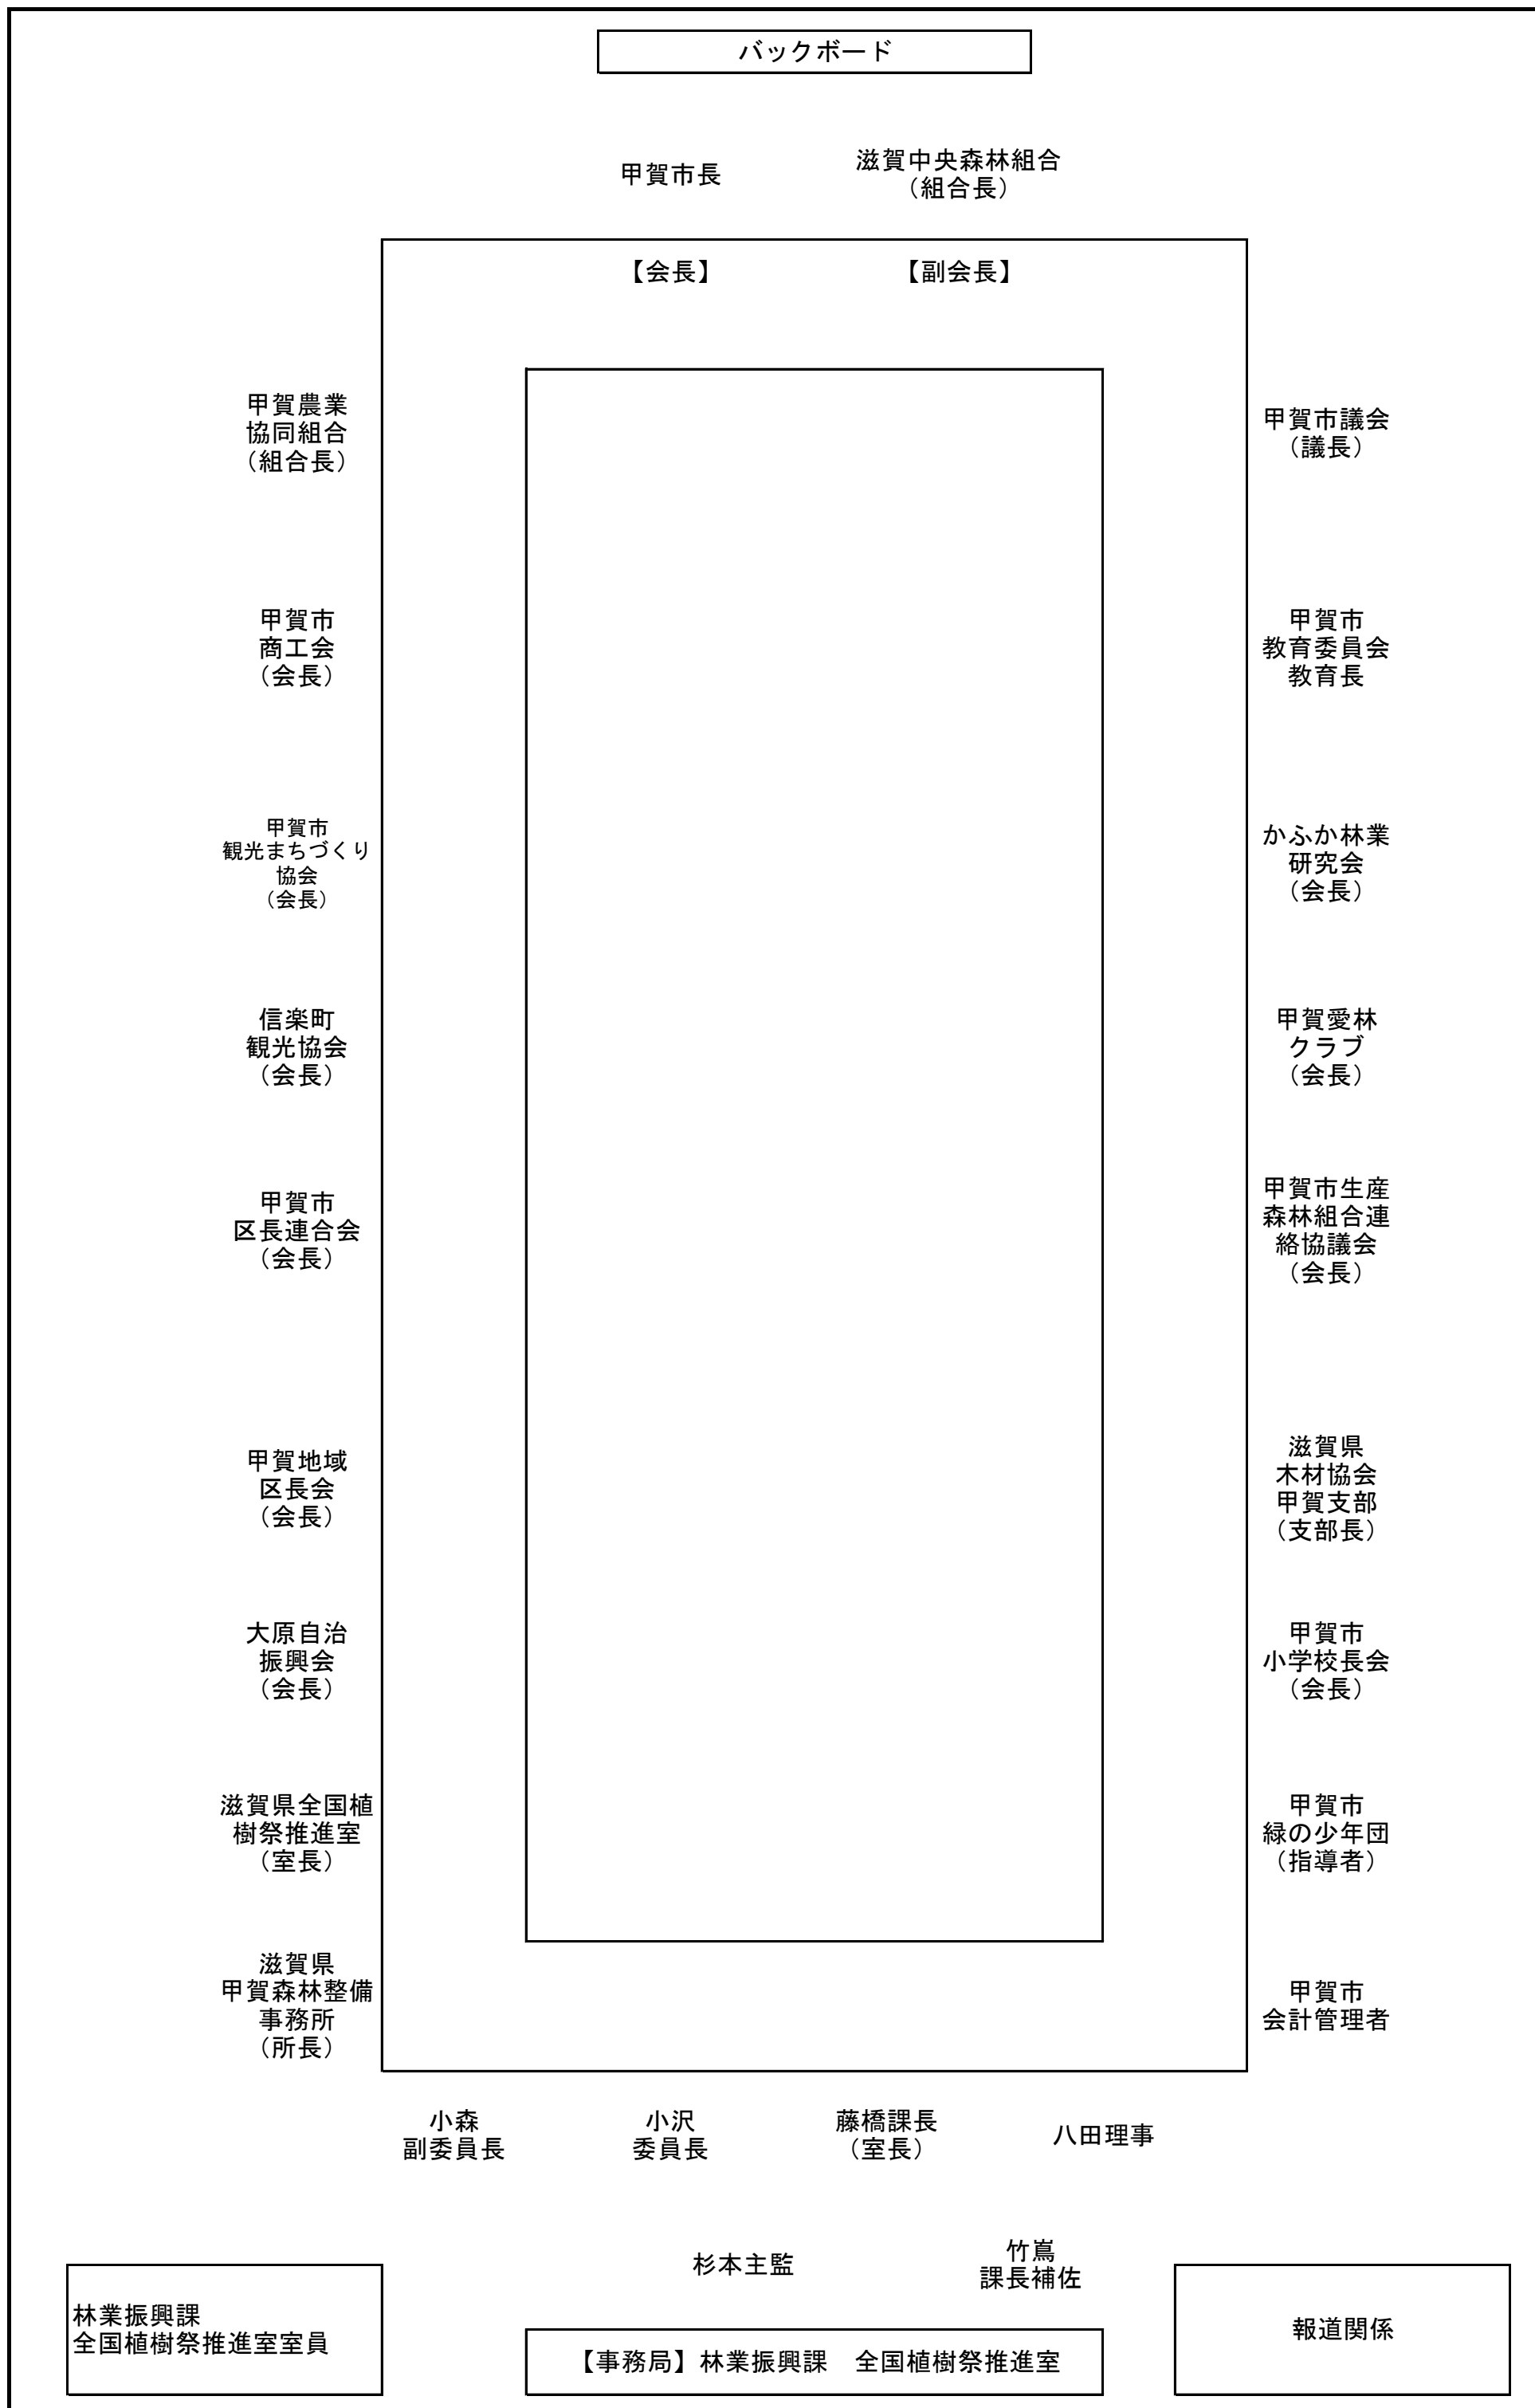 バックボード
甲賀市長
滋賀中央森林組合
（組合長）
【会長】
【副会長】
甲賀農業
協同組合
（組合長）
甲賀市議会
（議長）
甲賀市
商工会
（会長）
甲賀市
教育委員会
教育長
甲賀市
観光まちづくり
協会
（会長）
かふか林業
研究会
（会長）
信楽町
観光協会
（会長）
甲賀愛林
クラブ
（会長）
甲賀市
区長連合会
（会長）
甲賀市生産
森林組合連
絡協議会
（会長）
甲賀地域
区長会
（会長）
滋賀県
木材協会
甲賀支部
（支部長）
大原自治
振興会
（会長）
甲賀市
小学校長会
（会長）
滋賀県全国植
樹祭推進室
（室長）
甲賀市
緑の少年団
（指導者）
滋賀県
甲賀森林整備
事務所
（所長）
甲賀市
会計管理者
小森
副委員長
小沢
委員長
藤橋課長
（室長）
八田理事
杉本主監
竹嶌
課長補佐
林業振興課
全国植樹祭推進室室員
【事務局】林業振興課　全国植樹祭推進室
報道関係